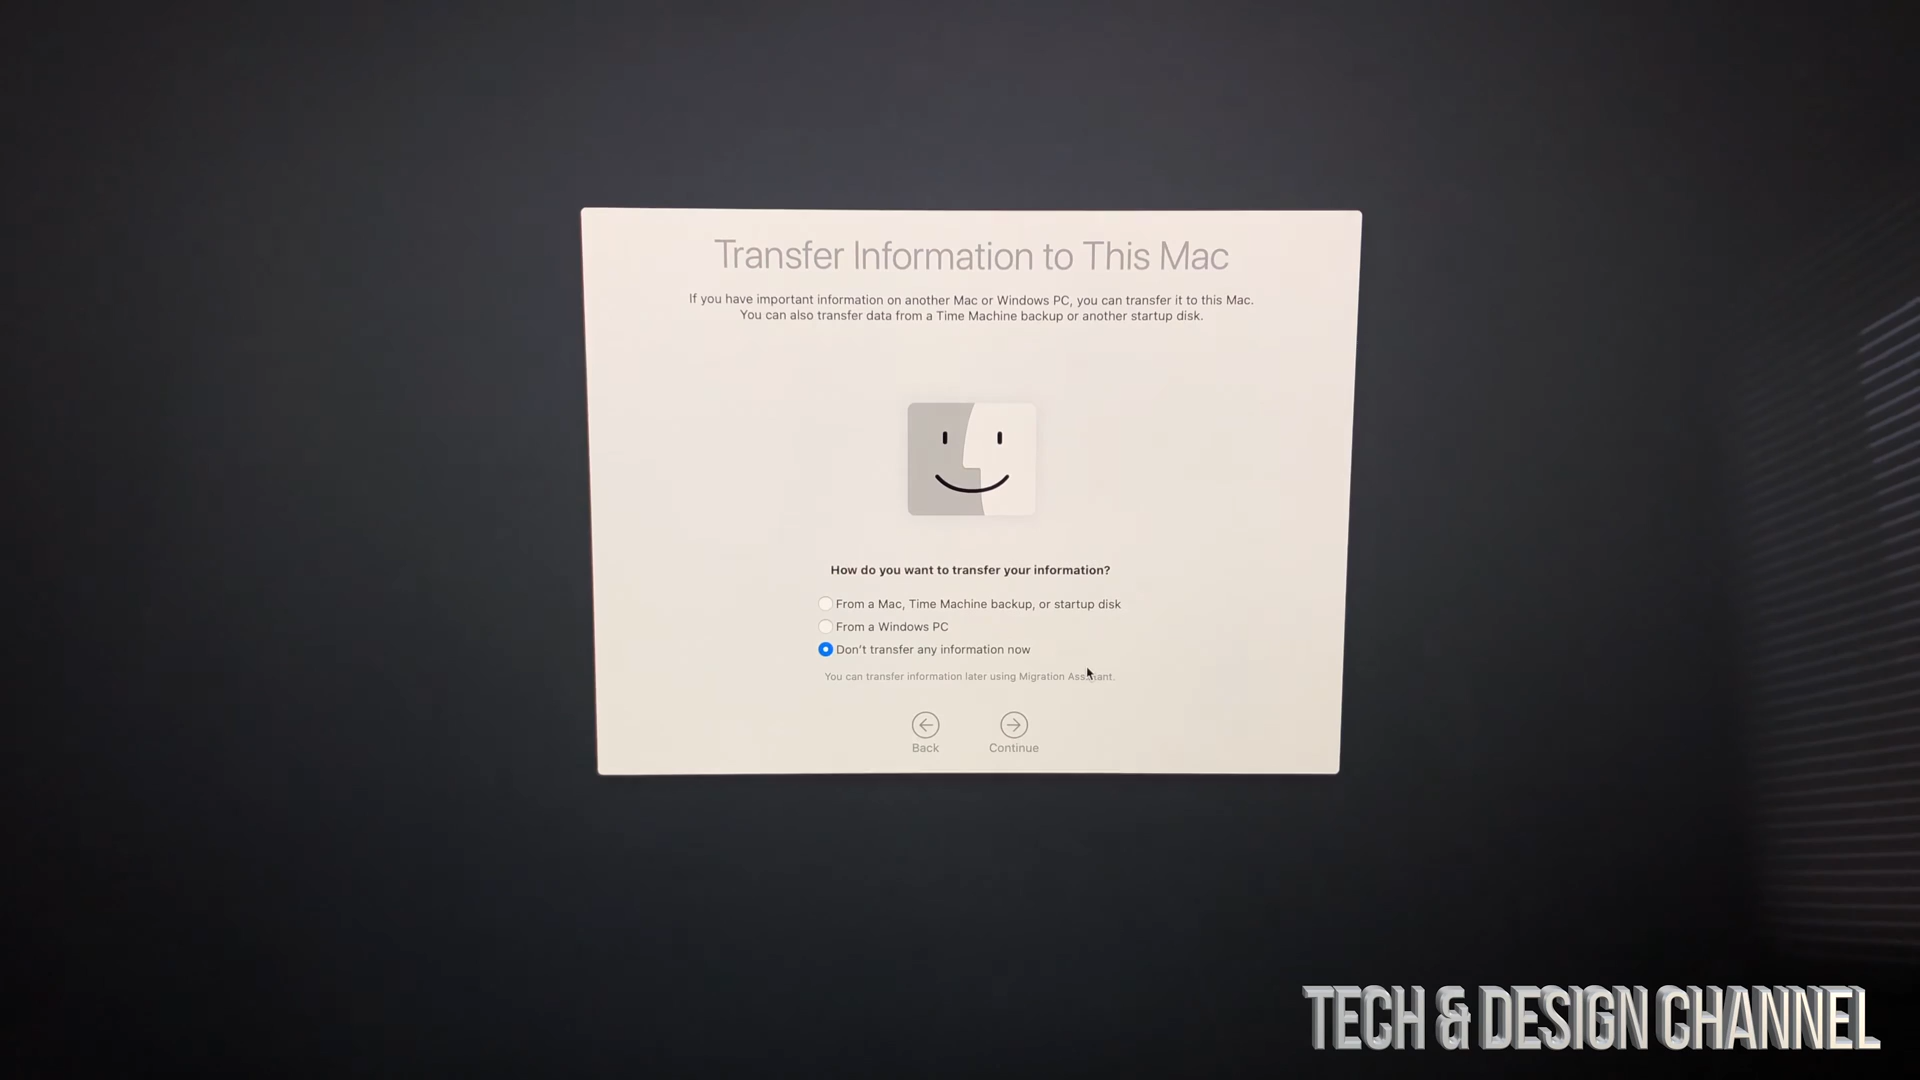 Transfer Information to This Mac
If you have important information on another Mac or Windows PC, you can transfer it to this Mac.
You can also transfer data from a Time Machine backup or another startup disk.
How do you want to transfer your information?
From a Mac, Time Machine backup, or startup disk
From a Windows PC
Don't transfer any information now
You can transfer information later using Migration Assistant.
Back
Continue
TECH & DESIGN CHANNEL